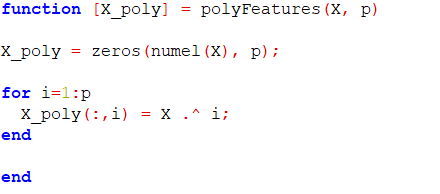 function [X_poly] = polyFeatures(X, p)
X_poly = zeros(numel(X), p);
for i=1:p
  X_poly(:,i) = X .^ i;
end
end